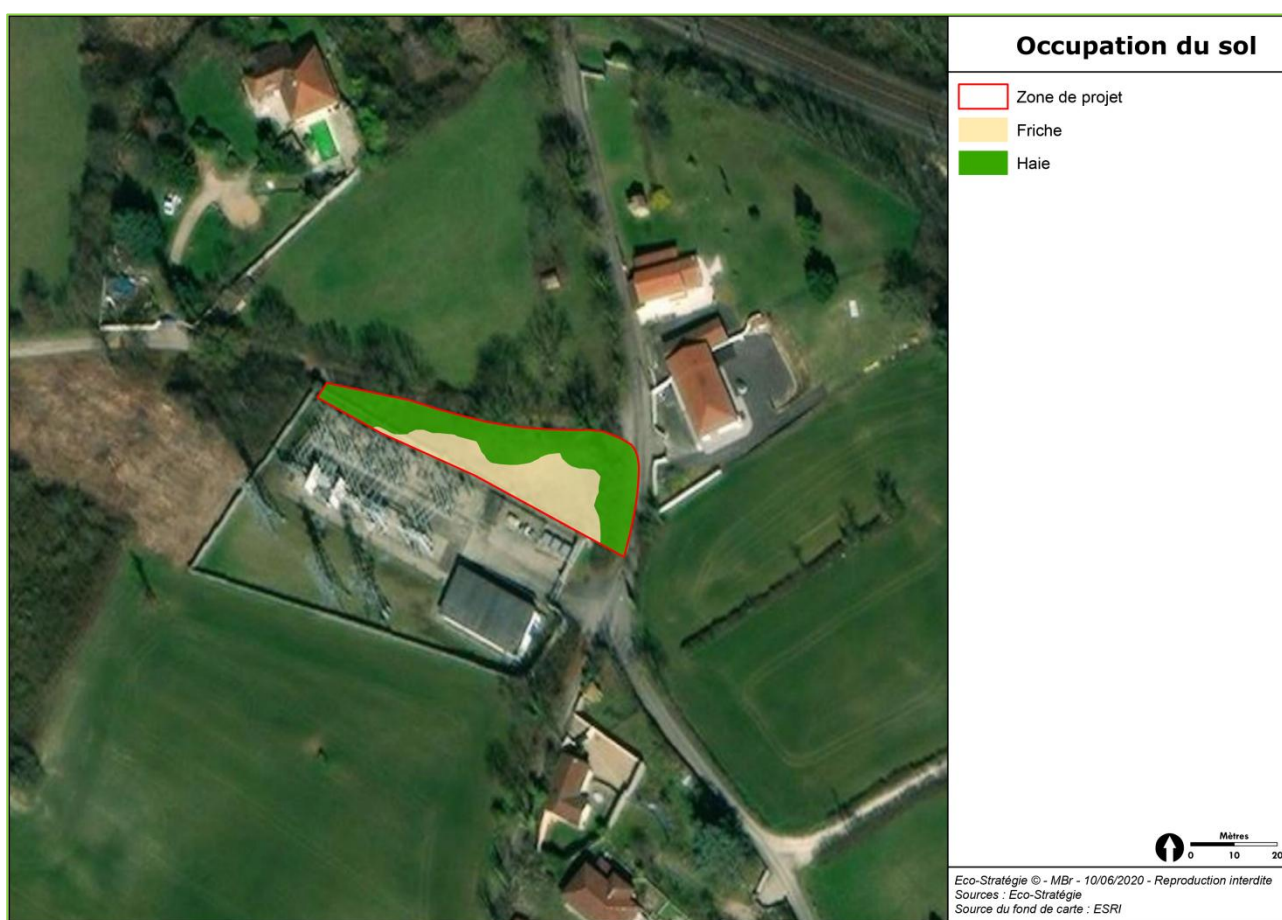 Occupation du sol
Zone de projet
Friche
Haie
Mètres
0 10 20
Eco-Stratégie © - MBr - 10/06/2020 - Reproduction interdite
Sources : Eco-Stratégie
Source du fond de carte : ESRI